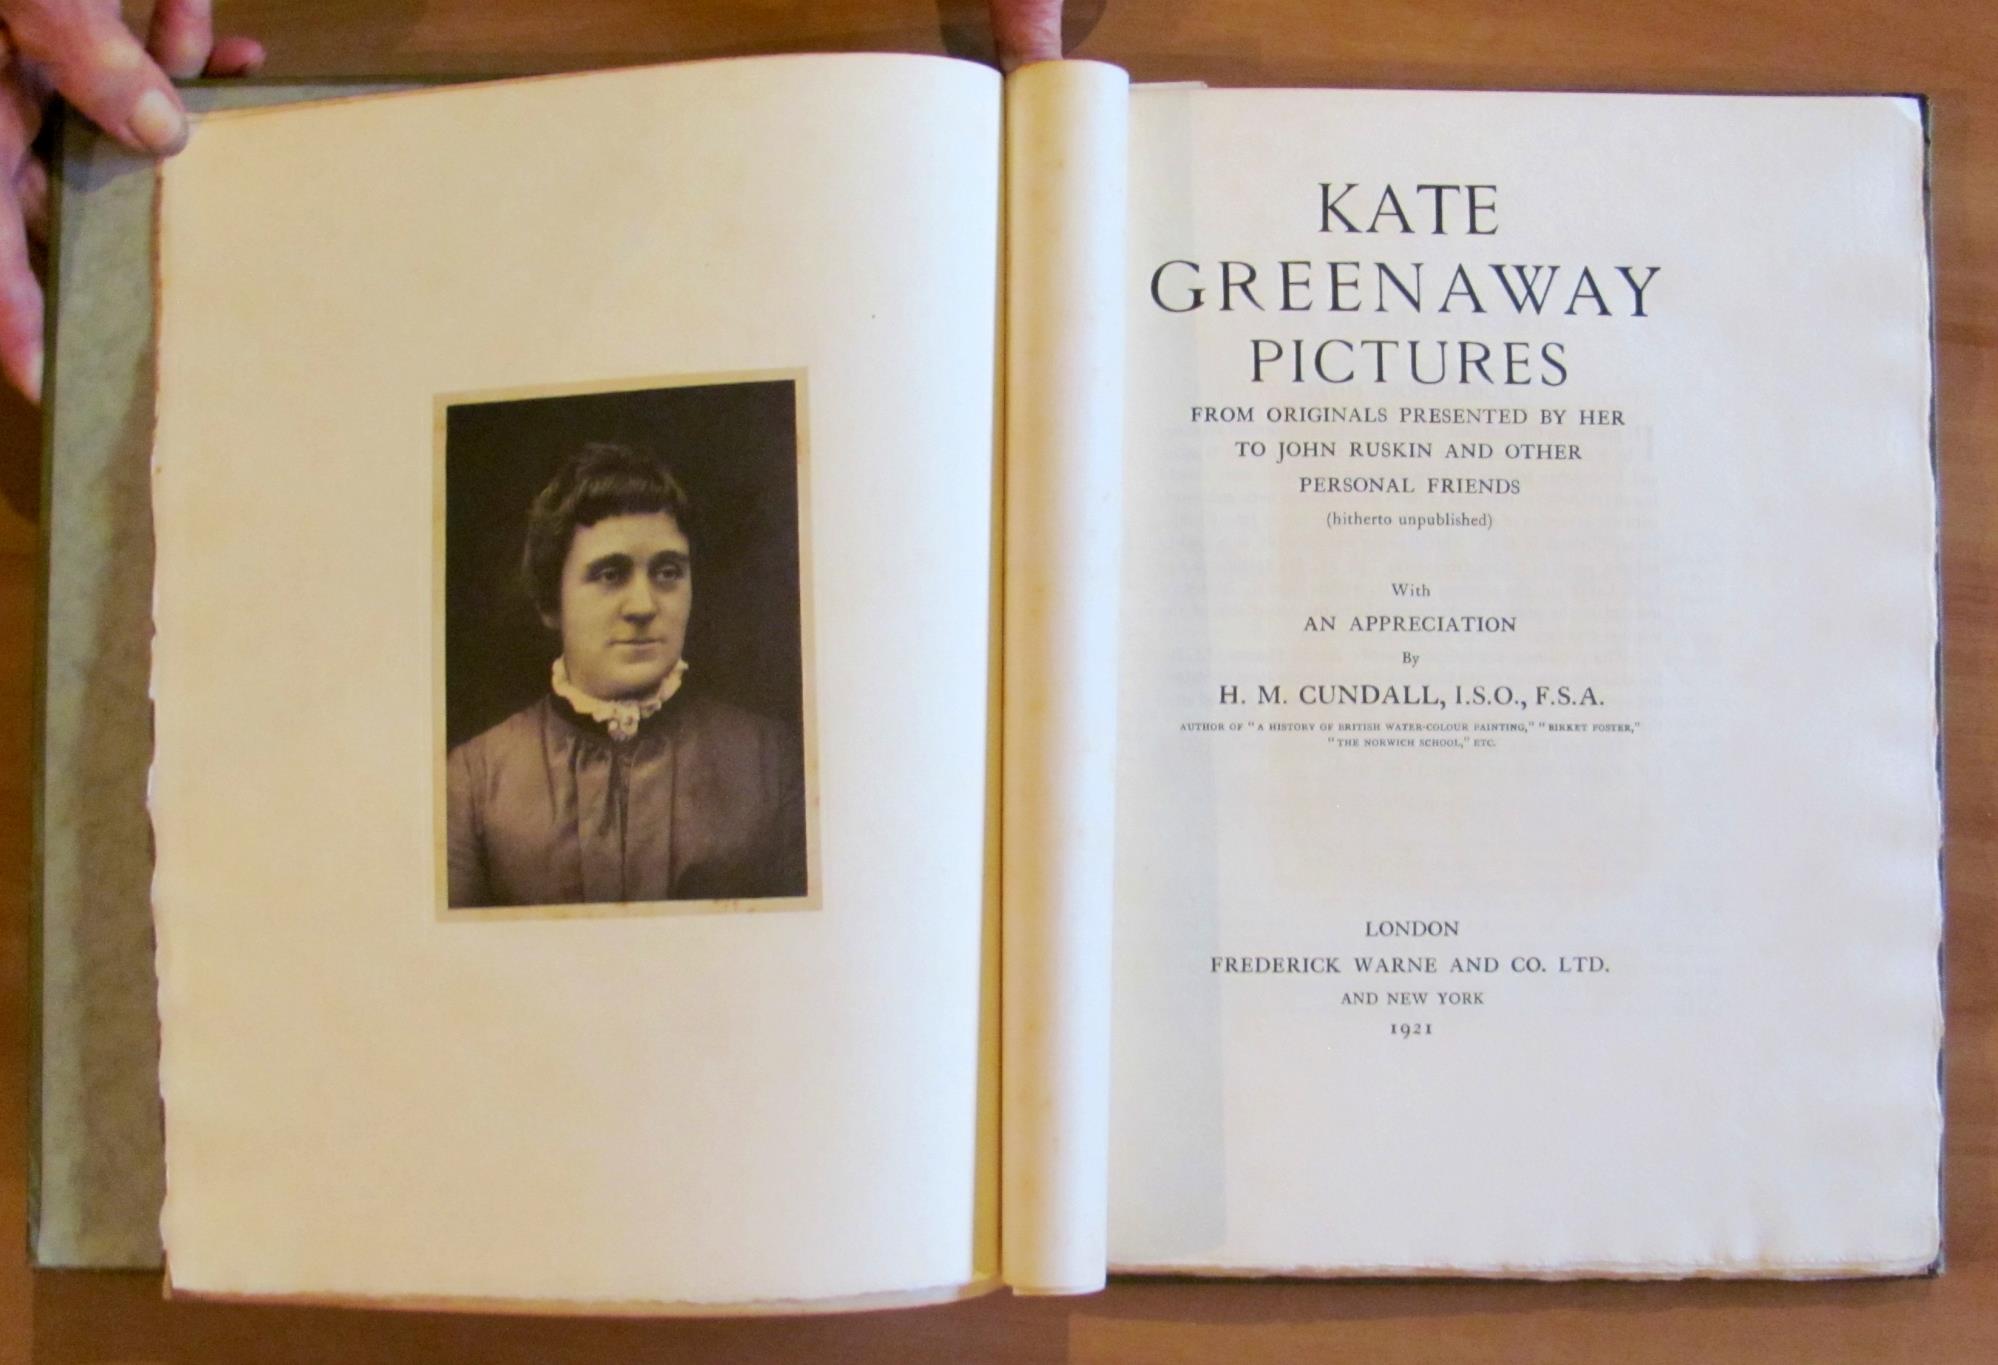 KATE
GREENAWAY
PICTURES
FROM ORIGINALS PRESENTED BY HER
TO JOHN RUSKIN AND OTHER
PERSONAL FRIENDS
(hitherto unpublished)
With
AN APPRECIATION
By
H. M. CUNDALL, I.S.O., F.S.A.
AUTHOR OF "A HISTORY OF BRITISH WATER-COLOUR PAINTING," "BIRKET FOSTER,"
"THE NORWICH SCHOOL," ETC.
LONDON
FREDERICK WARNE AND CO. LTD.
AND NEW YORK
1921